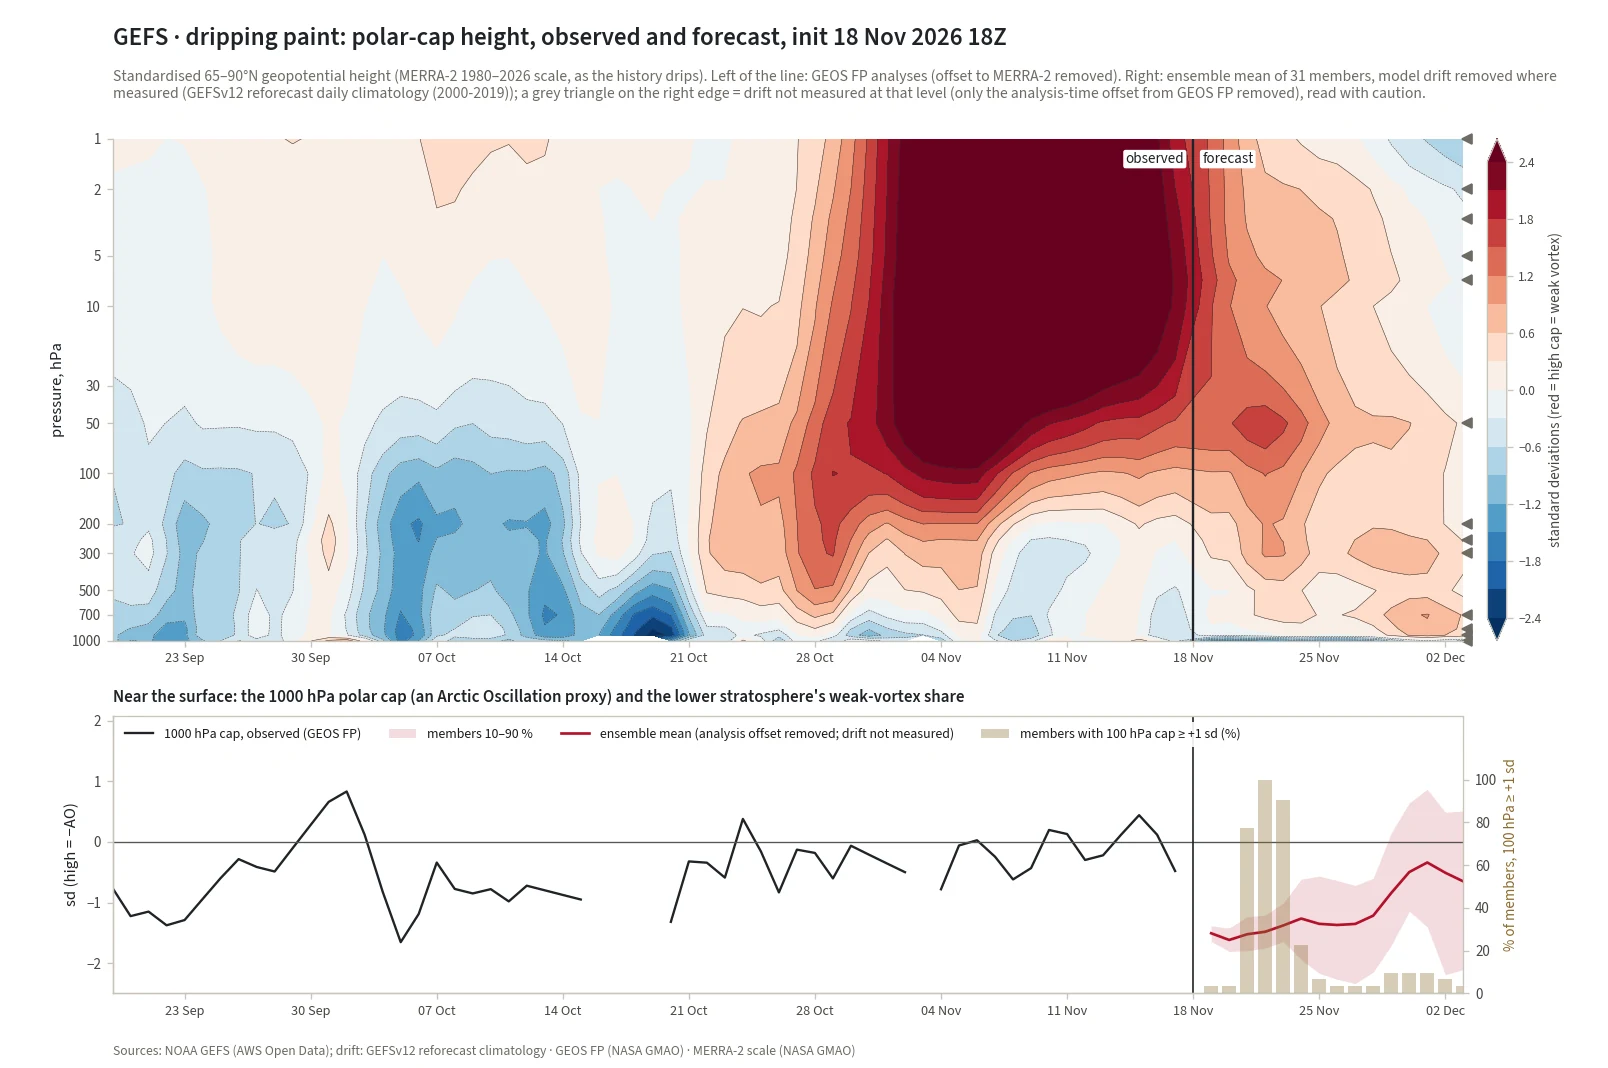 GEFS · dripping paint: polar-cap height, observed and forecast, init 18 Nov 2026 18Z
Standardised 65–90°N geopotential height (MERRA-2 1980–2026 scale, as the history drips). Left of the line: GEOS FP analyses (offset to MERRA-2 removed). Right: ensemble mean of 31 members, model drift removed where
measured (GEFSv12 reforecast daily climatology (2000-2019)); a grey triangle on the right edge = drift not measured at that level (only the analysis-time offset from GEOS FP removed), read with caution.
pressure, hPa
1
2
5
10
30
50
100
200
300
500
700
1000
observed
forecast
23 Sep
30 Sep
07 Oct
14 Oct
21 Oct
28 Oct
04 Nov
11 Nov
18 Nov
25 Nov
02 Dec
2.4
1.8
1.2
0.6
0.0
−0.6
−1.2
−1.8
−2.4
standard deviations (red = high cap = weak vortex)
Near the surface: the 1000 hPa polar cap (an Arctic Oscillation proxy) and the lower stratosphere's weak-vortex share
1000 hPa cap, observed (GEOS FP)
members 10–90 %
ensemble mean (analysis offset removed; drift not measured)
members with 100 hPa cap ≥ +1 sd (%)
sd (high = −AO)
2
1
0
−1
−2
100
80
60
40
20
0
% of members, 100 hPa ≥ +1 sd
23 Sep
30 Sep
07 Oct
14 Oct
21 Oct
28 Oct
04 Nov
11 Nov
18 Nov
25 Nov
02 Dec
Sources: NOAA GEFS (AWS Open Data); drift: GEFSv12 reforecast climatology · GEOS FP (NASA GMAO) · MERRA-2 scale (NASA GMAO)